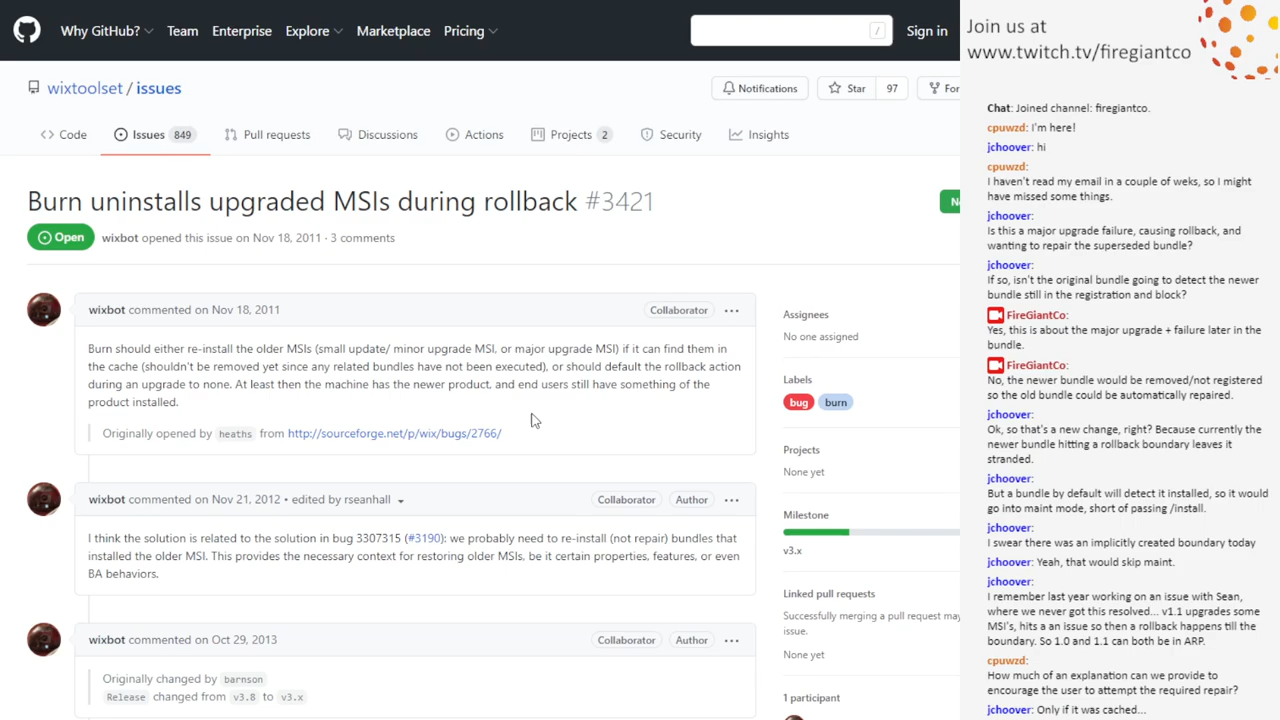 Why GitHub?
Team
Enterprise
Explore
Marketplace
Pricing
/
Sign in
wixtoolset / issues
Notifications
Star
97
For
Code
Issues 849
Pull requests
Discussions
Actions
Projects 2
Security
Insights
Burn uninstalls upgraded MSIs during rollback #3421
Ne
Open
wixbot opened this issue on Nov 18, 2011 · 3 comments
wixbot commented on Nov 18, 2011
Collaborator
Burn should either re-install the older MSIs (small update/ minor upgrade MSI, or major upgrade MSI) if it can find them in
the cache (shouldn't be removed yet since any related bundles have not been executed), or should default the rollback action
during an upgrade to none. At least then the machine has the newer product, and end users still have something of the
product installed.
Originally opened by heaths from http://sourceforge.net/p/wix/bugs/2766/
wixbot commented on Nov 21, 2012 • edited by rseanhall
Collaborator
Author
I think the solution is related to the solution in bug 3307315 (#3190): we probably need to re-install (not repair) bundles that
installed the older MSI. This provides the necessary context for restoring older MSIs, be it certain properties, features, or even
BA behaviors.
wixbot commented on Oct 29, 2013
Collaborator
Author
Originally changed by barnson
Release changed from v3.8 to v3.x
Assignees
No one assigned
Labels
bug
burn
Projects
None yet
Milestone
v3.x
Linked pull requests
Successfully merging a pull request may
issue.
None yet
1 participant
Join us at
www.twitch.tv/firegiantco
Chat: Joined channel: firegiantco.
cpuwzd: I'm here!
jchoover: hi
cpuwzd:
I haven't read my email in a couple of weks, so I might
have missed some things.
jchoover:
Is this a major upgrade failure, causing rollback, and
wanting to repair the superseded bundle?
jchoover:
If so, isn't the original bundle going to detect the newer
bundle still in the registration and block?
FireGiantCo:
Yes, this is about the major upgrade + failure later in the
bundle.
FireGiantCo:
No, the newer bundle would be removed/not registered
so the old bundle could be automatically repaired.
jchoover:
Ok, so that's a new change, right? Because currently the
newer bundle hitting a rollback boundary leaves it
stranded.
jchoover:
But a bundle by default will detect it installed, so it would
go into maint mode, short of passing /install.
jchoover:
I swear there was an implicitly created boundary today
jchoover: Yeah, that would skip maint.
jchoover:
I remember last year working on an issue with Sean,
where we never got this resolved... v1.1 upgrades some
MSI's, hits a an issue so then a rollback happens till the
boundary. So 1.0 and 1.1 can both be in ARP.
cpuwzd:
How much of an explanation can we provide to
encourage the user to attempt the required repair?
jchoover: Only if it was cached...